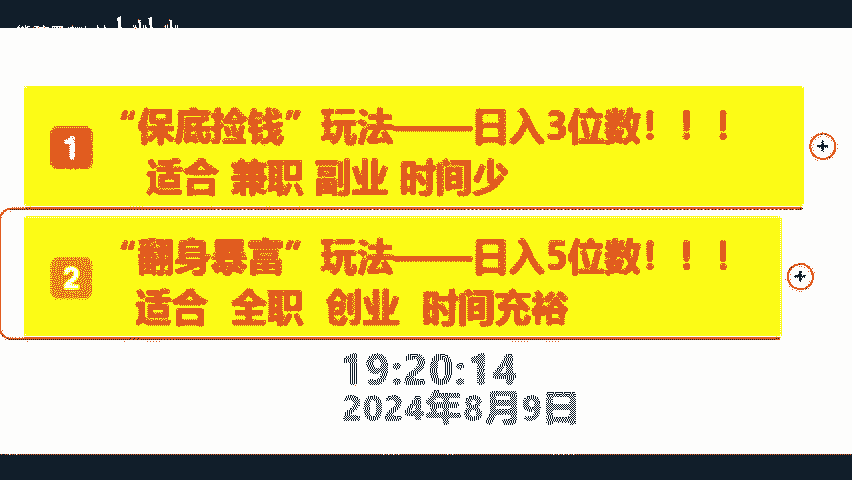 1
“保底捡钱” 玩法——日入3位数！！！
适合 兼职 副业 时间少
2
“翻身暴富” 玩法——日入5位数！！！
适合 全职 创业 时间充裕
19:20:14
2024年8月9日